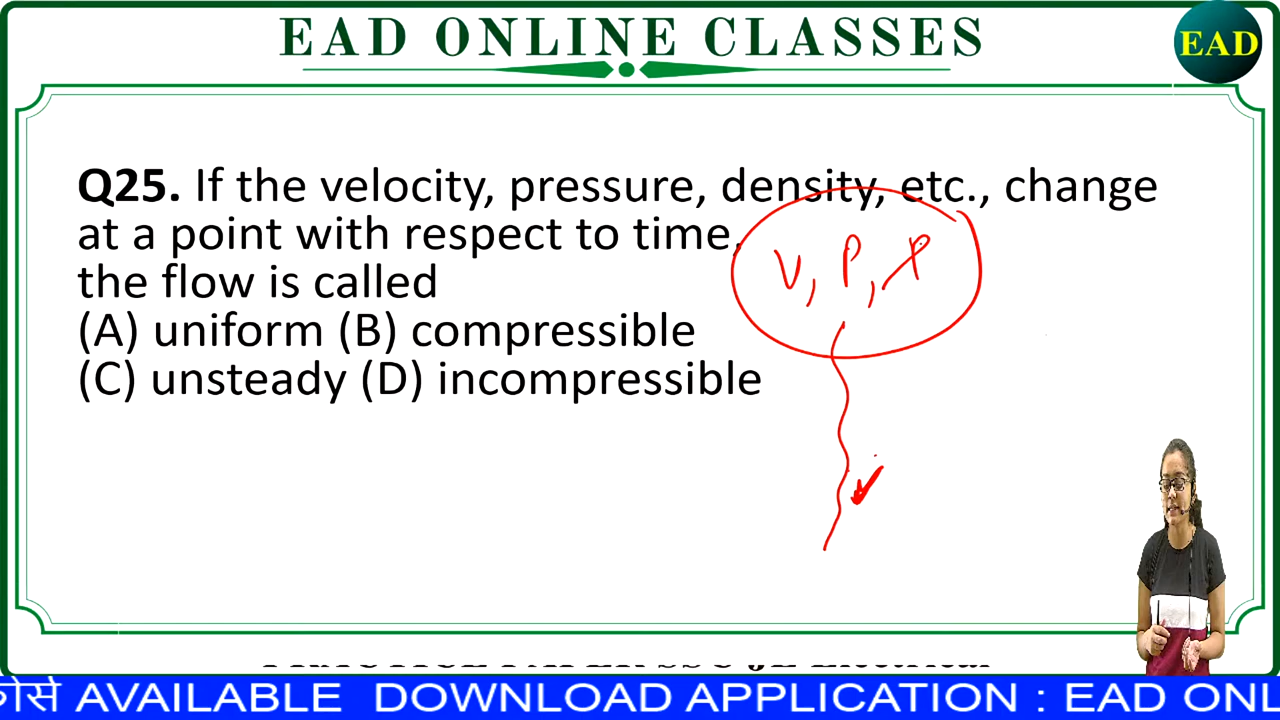 EAD ONLINE CLASSES
EAD
Q25. If the velocity, pressure, density, etc., change
at a point with respect to time,
the flow is called
(A) uniform (B) compressible
(C) unsteady (D) incompressible
V, P,
कोर्स AVAILABLE DOWNLOAD APPLICATION : EAD ONL